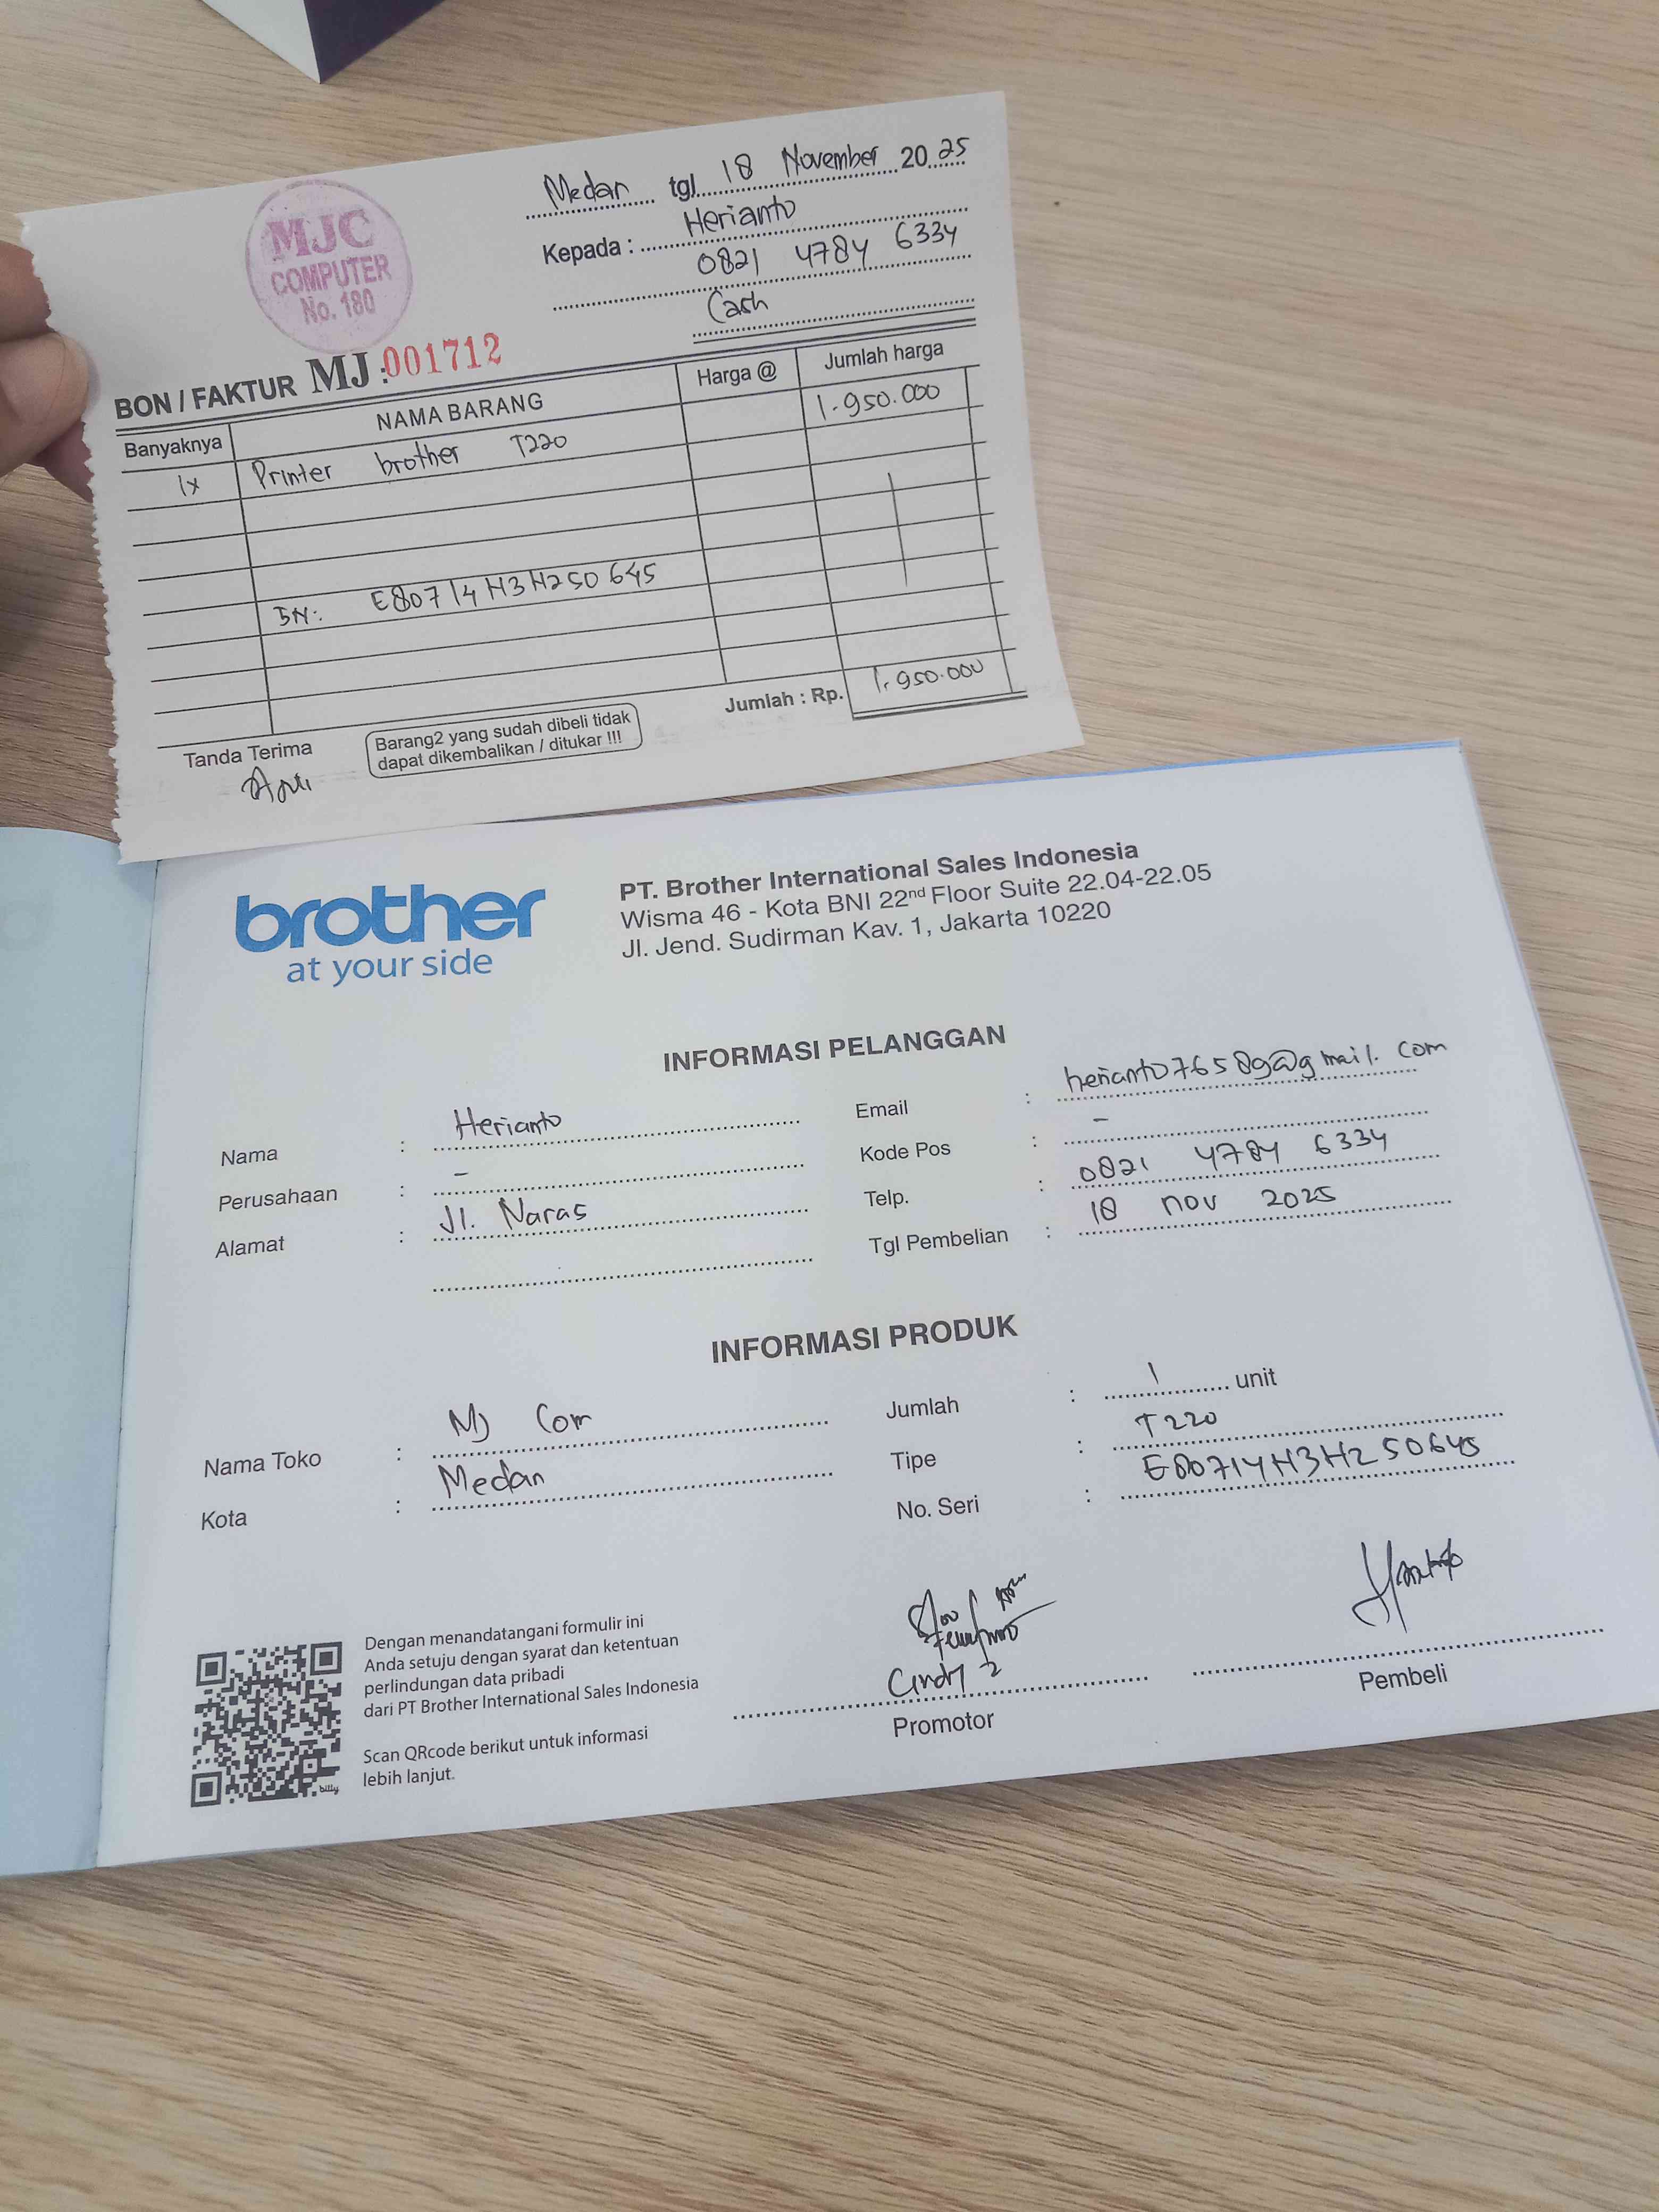 MJC
COMPUTER
No. 180
Medan tgl. 18 November 2025
Kepada : Herianto
0821 4784 6334
Cash
BON / FAKTUR MJ : 001712
Banyaknya NAMA BARANG Harga @ Jumlah harga
1x Printer brother T220 1.950.000
SN: E80714H3H250645
Jumlah : Rp. 1.950.000
Tanda Terima
Barang2 yang sudah dibeli tidak
dapat dikembalikan / ditukar !!!
brother
at your side
PT. Brother International Sales Indonesia
Wisma 46 - Kota BNI 22nd Floor Suite 22.04-22.05
Jl. Jend. Sudirman Kav. 1, Jakarta 10220
INFORMASI PELANGGAN
Nama : Herianto
Perusahaan : -
Alamat : Jl. Naras
Email : herianto76589@gmail.com
Kode Pos : -
Telp. : 0821 4784 6334
Tgl Pembelian : 18 nov 2025
INFORMASI PRODUK
Nama Toko : MJ Com
Kota : Medan
Jumlah : 1 unit
Tipe : T220
No. Seri : E80714H3H250645
Dengan menandatangani formulir ini
Anda setuju dengan syarat dan ketentuan
perlindungan data pribadi
dari PT Brother International Sales Indonesia
Scan QRcode berikut untuk informasi
lebih lanjut.
billy
Cindy 2
Promotor
Pembeli